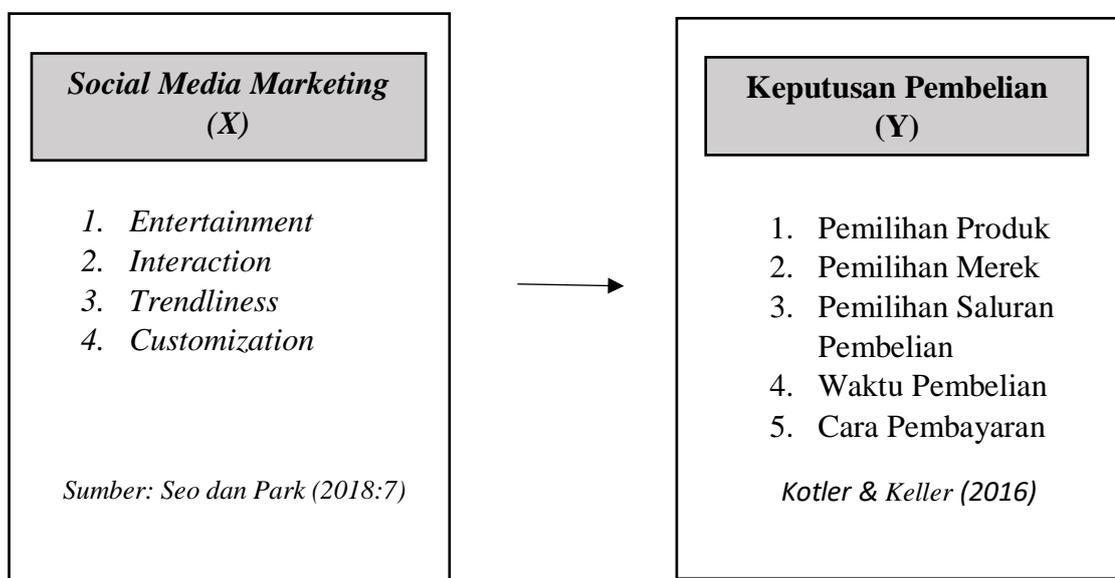 Social Media Marketing
(X)
1. Entertainment
2. Interaction
3. Trendliness
4. Customization
Sumber: Seo dan Park (2018:7)
Keputusan Pembelian
(Y)
1. Pemilihan Produk
2. Pemilihan Merek
3. Pemilihan Saluran
Pembelian
4. Waktu Pembelian
5. Cara Pembayaran
Kotler & Keller (2016)